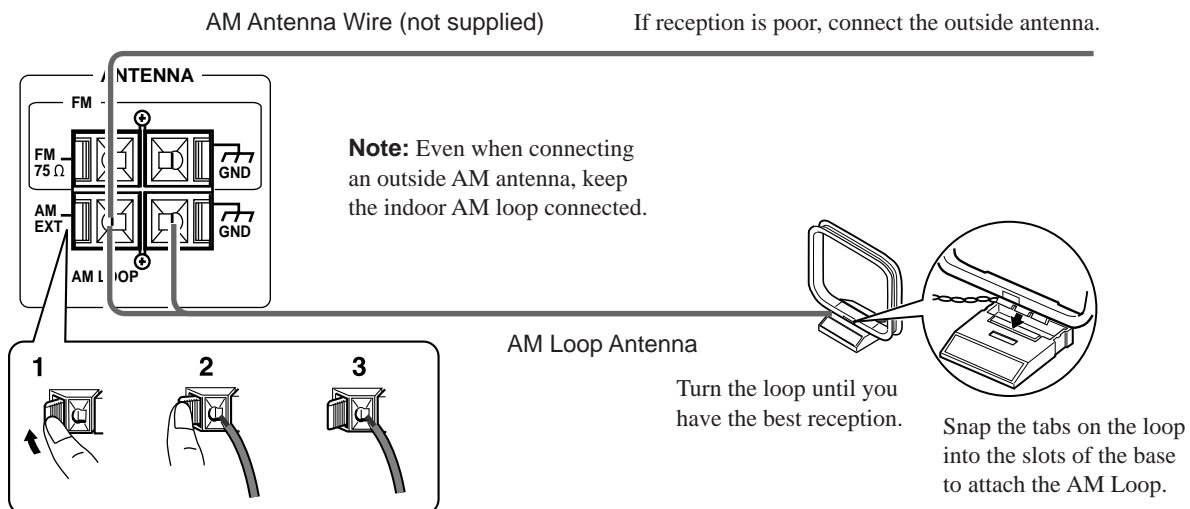 AM Antenna Wire (not supplied)
If reception is poor, connect the outside antenna.
ANTENNA
FM
FM
75 Ω
GND
AM
EXT
GND
AM LOOP
Note: Even when connecting
an outside AM antenna, keep
the indoor AM loop connected.
AM Loop Antenna
1
2
3
Turn the loop until you
have the best reception.
Snap the tabs on the loop
into the slots of the base
to attach the AM Loop.